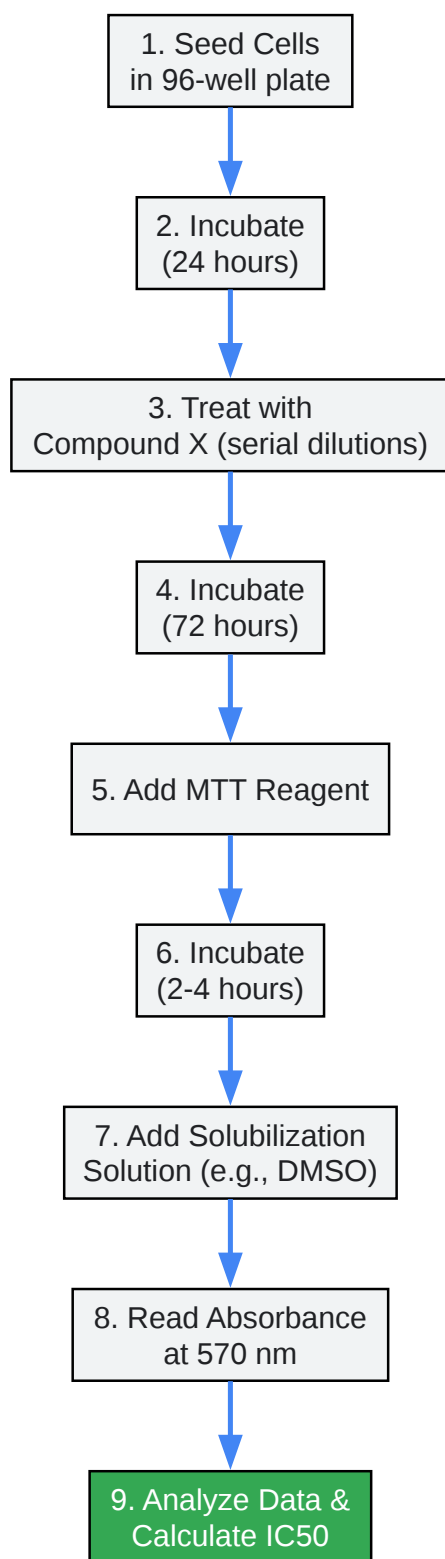 1. Seed Cells
in 96-well plate
2. Incubate
(24 hours)
3. Treat with
Compound X (serial dilutions)
4. Incubate
(72 hours)
5. Add MTT Reagent
6. Incubate
(2-4 hours)
7. Add Solubilization
Solution (e.g., DMSO)
8. Read Absorbance
at 570 nm
9. Analyze Data &
Calculate IC50